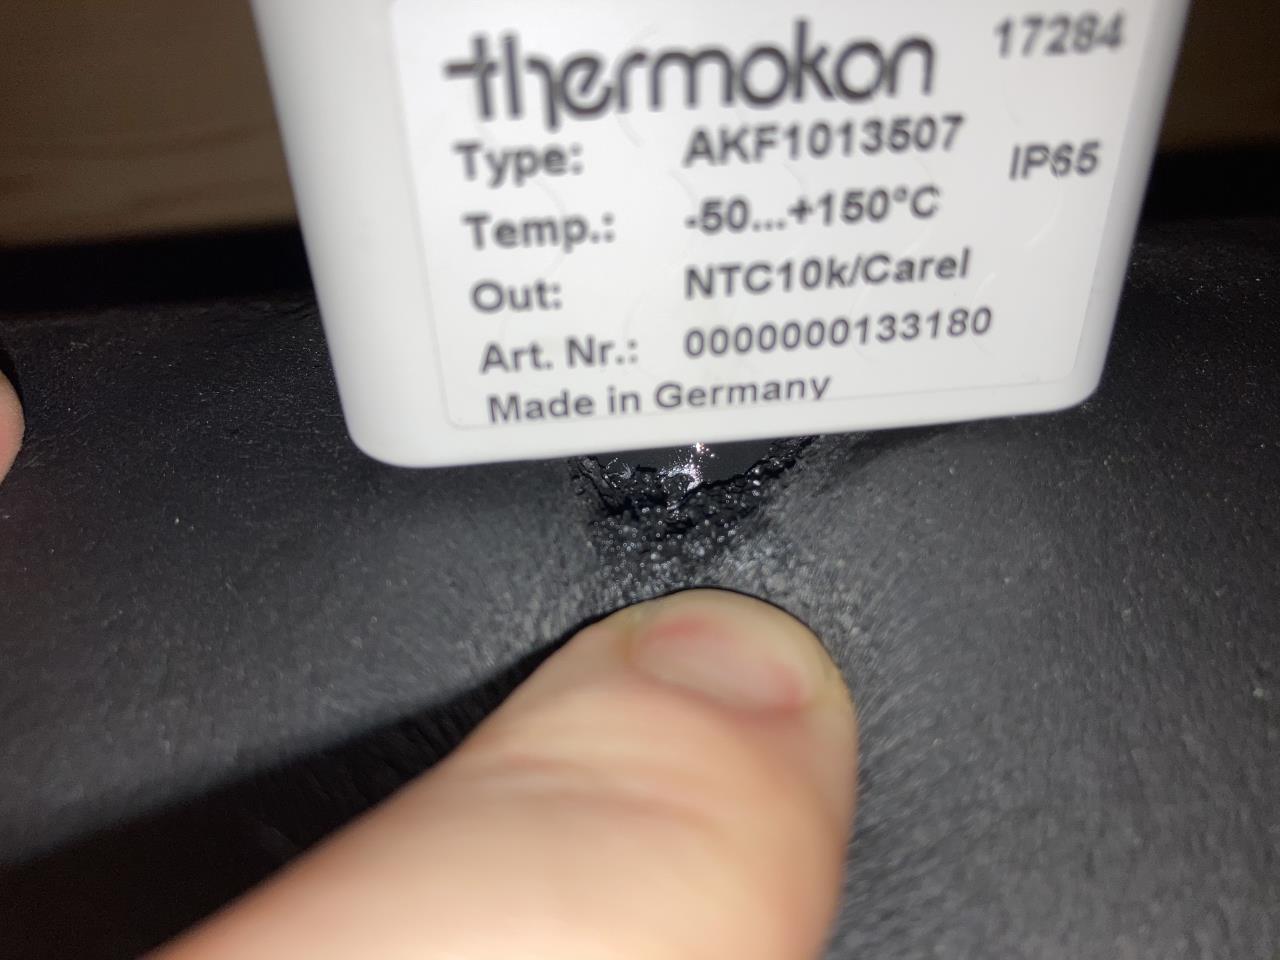 thermokon 17284
Type: AKF1013507 IP65
Temp.: -50...+150°C
Out: NTC10k/Carel
Art. Nr.: 0000000133180
Made in Germany